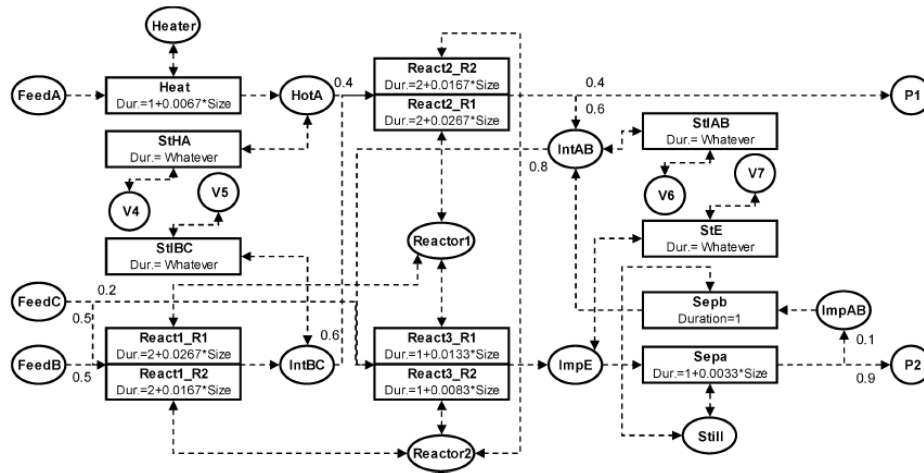 Heater
FeedA
Heat
Dur.=1+0.0067*Size
HotA
0.4
React2_R2
Dur.=2+0.0167*Size
React2_R1
Dur.=2+0.0267*Size
0.4
0.6
P1
StHA
Dur.= Whatever
IntAB
0.8
StIAB
Dur.= Whatever
V4
V5
V6
V7
StIBC
Dur.= Whatever
Reactor1
StE
Dur.= Whatever
FeedC
0.2
0.5
FeedB
0.5
React1_R1
Dur.=2+0.0267*Size
React1_R2
Dur.=2+0.0167*Size
IntBC
0.6
React3_R1
Dur.=1+0.0133*Size
React3_R2
Dur.=1+0.0083*Size
ImpE
Sepb
Duration=1
ImpAB
0.1
Sepa
Dur.=1+0.0033*Size
0.9
P2
Still
Reactor2